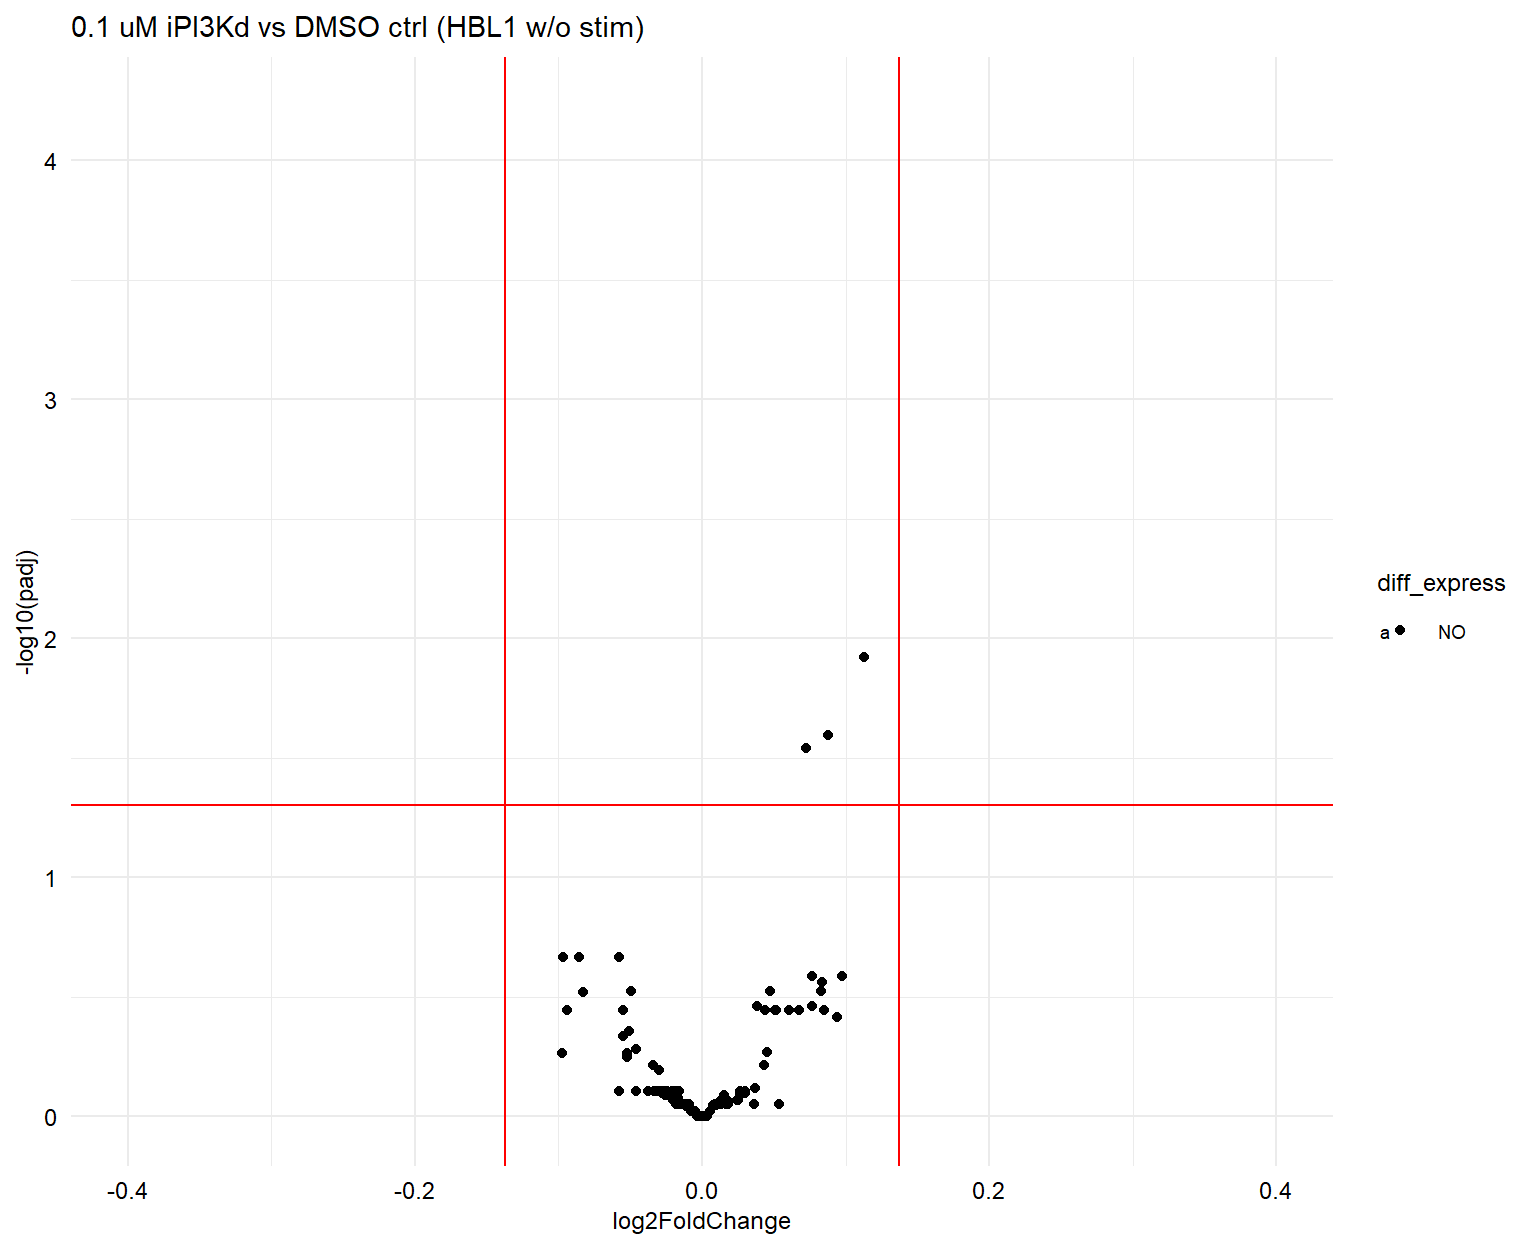 0.1 uM iPI3Kd vs DMSO ctrl (HBL1 w/o stim)
4
3
2
1
0
-log10(padj)
-0.4 -0.2 0.0 0.2 0.4
log2FoldChange
diff_express
a NO